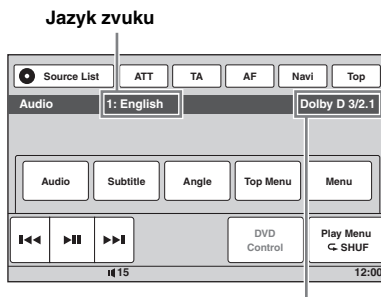 Jazyk zvuku
Source List ATT TA AF Navi Top
Audio 1: English Dolby D 3/2.1
Audio Subtitle Angle Top Menu Menu
DVD Control Play Menu SHUF
15 12:00